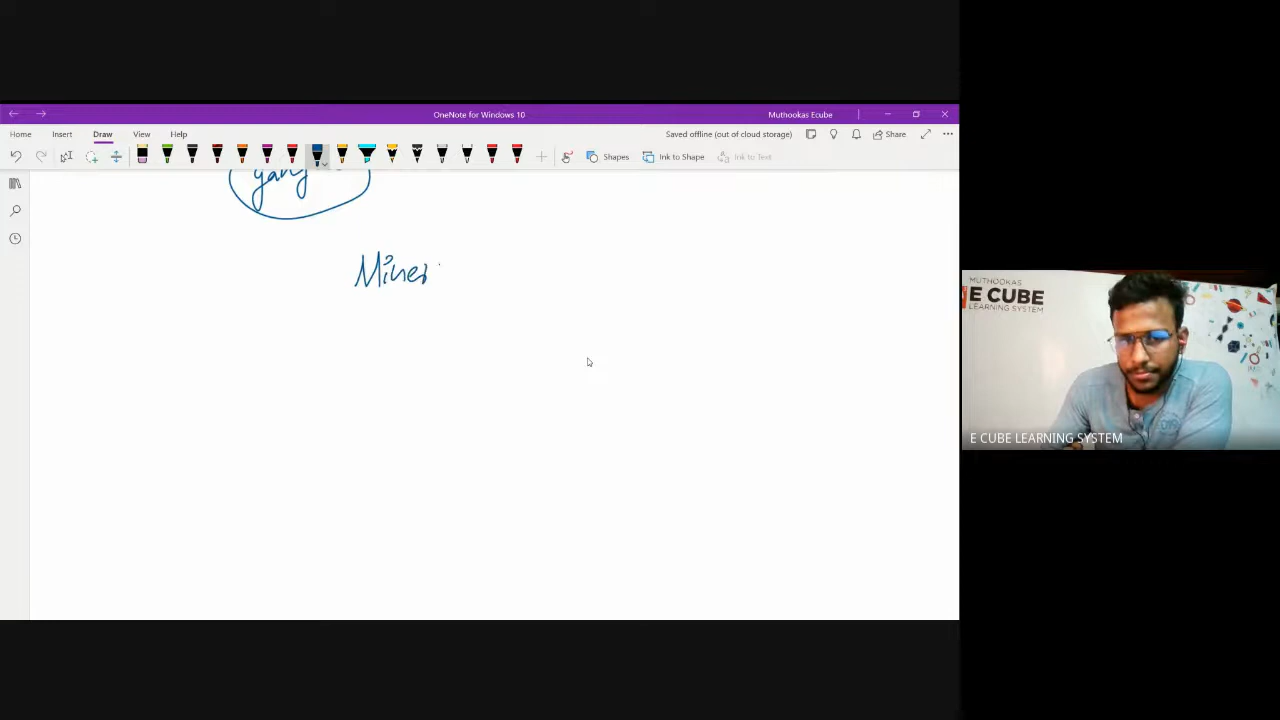 OneNote for Windows 10
Muthookas Ecube
Home Insert Draw View Help
Saved offline (out of cloud storage)
Share
Shapes
Ink to Shape
Ink to Text
Miner
MUTHOOKAS
E CUBE
LEARNING SYSTEM
E CUBE LEARNING SYSTEM